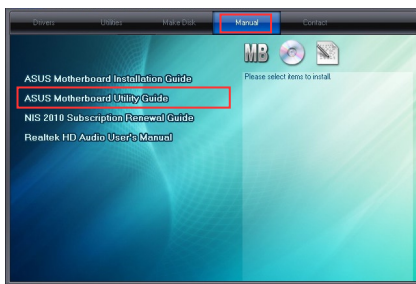 Drivers Utilities Make Disk Manual Contact
MB
Please select items to install.
ASUS Motherboard Installation Guide
ASUS Motherboard Utility Guide
NIS 2010 Subscription Renewal Guide
Realtek HD Audio User's Manual